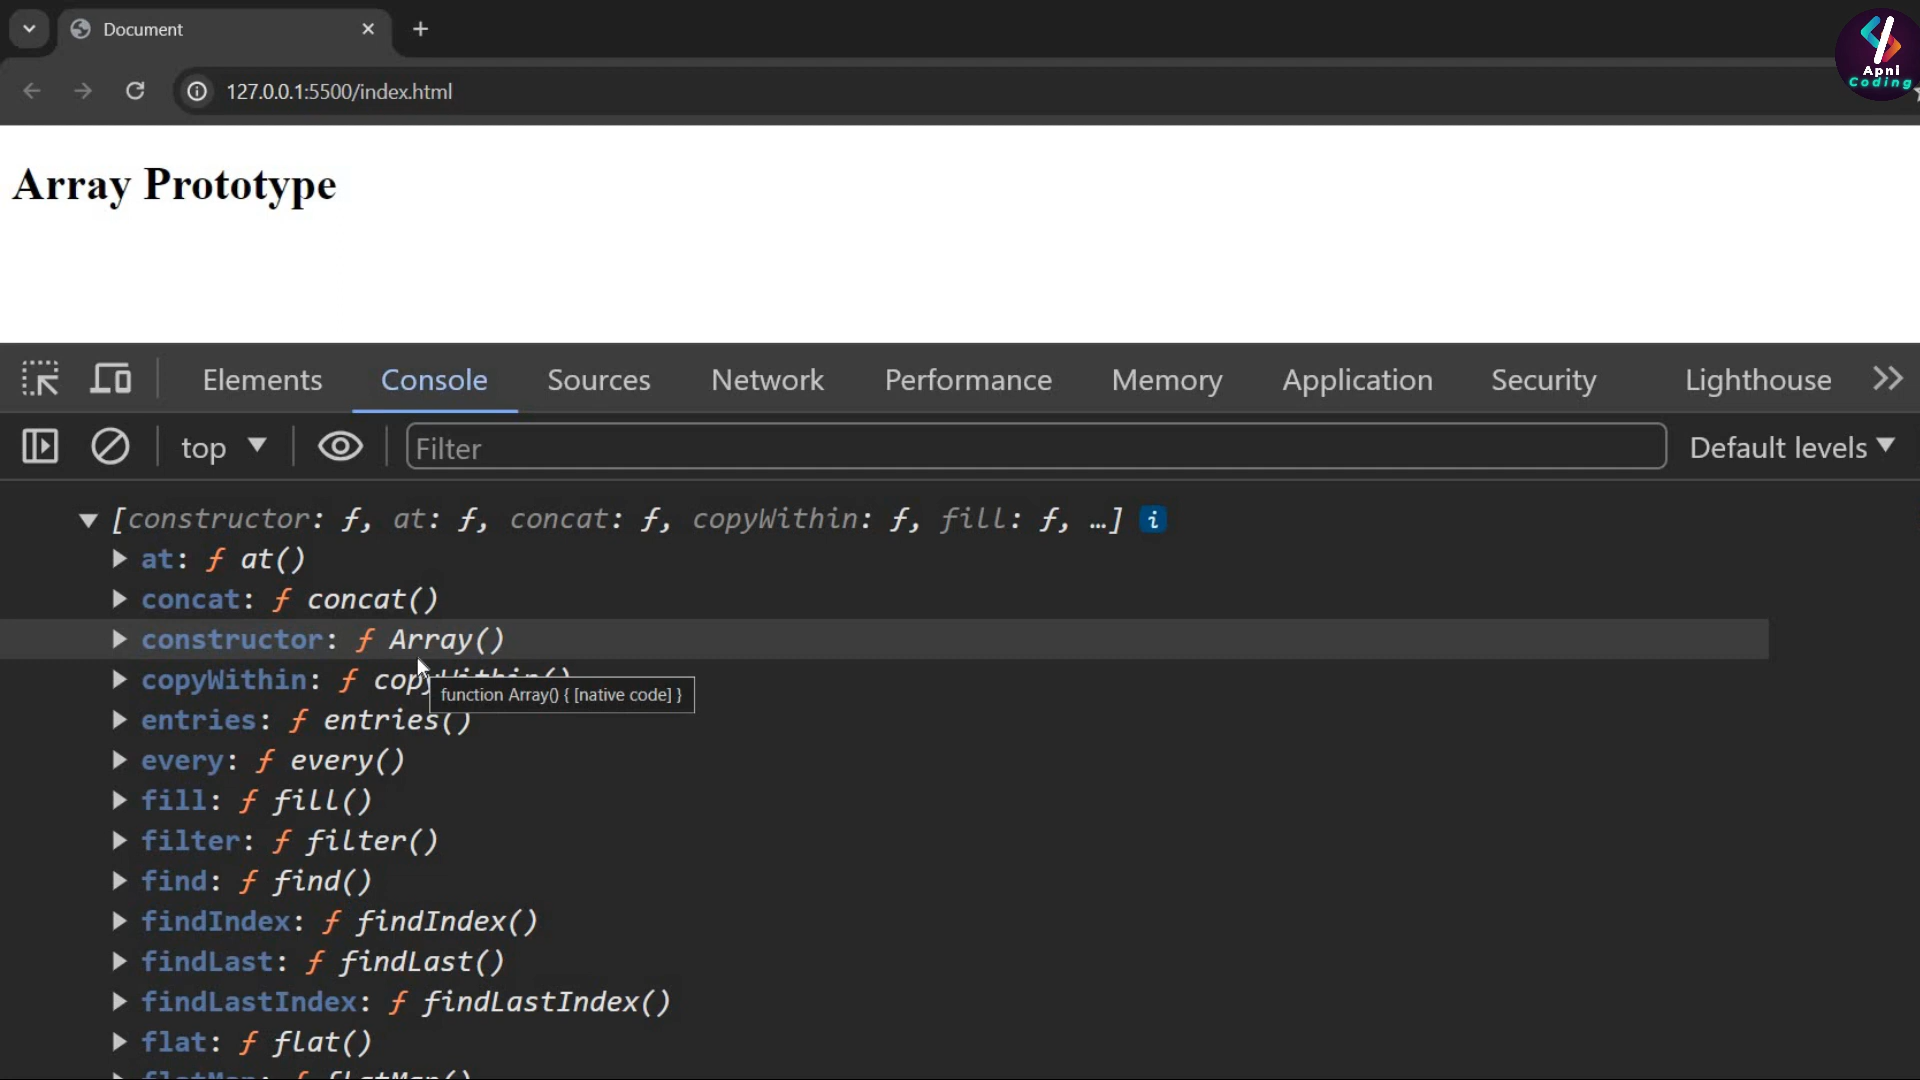 Document
127.0.0.1:5500/index.html
Apni
Coding
Array Prototype
Elements Console Sources Network Performance Memory Application Security Lighthouse
top Filter Default levels
[constructor: ƒ, at: ƒ, concat: ƒ, copyWithin: ƒ, fill: ƒ, …] i
at: ƒ at()
concat: ƒ concat()
constructor: ƒ Array()
copyWithin: ƒ copyWithin()
function Array() { [native code] }
entries: ƒ entries()
every: ƒ every()
fill: ƒ fill()
filter: ƒ filter()
find: ƒ find()
findIndex: ƒ findIndex()
findLast: ƒ findLast()
findLastIndex: ƒ findLastIndex()
flat: ƒ flat()
flatMap: ƒ flatMap()